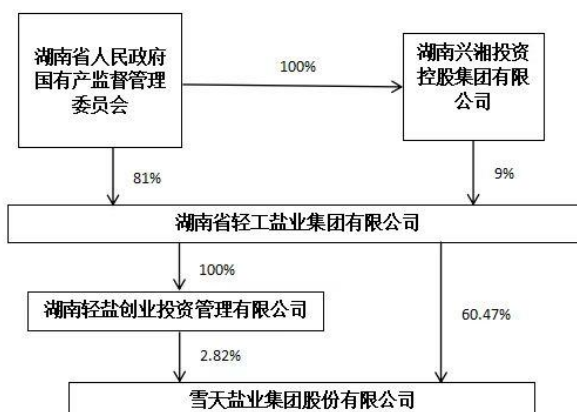 湖南省人民政府
国有产监督管理
委员会
100%
湖南兴湘投资
控股集团有限
公司
81%
9%
湖南省轻工盐业集团有限公司
100%
湖南轻盐创业投资管理有限公司
60.47%
2.82%
雪天盐业集团股份有限公司